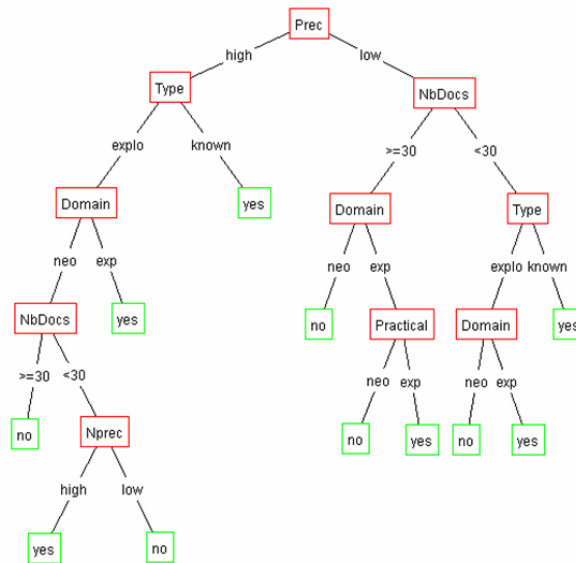 Prec
high low
Type NbDocs
explo known >=30 <30
Domain yes Domain Type
neo exp neo exp explo known
NbDocs yes no Practical Domain yes
>=30 <30 neo exp neo exp
no Nprec no yes no yes
high low
yes no